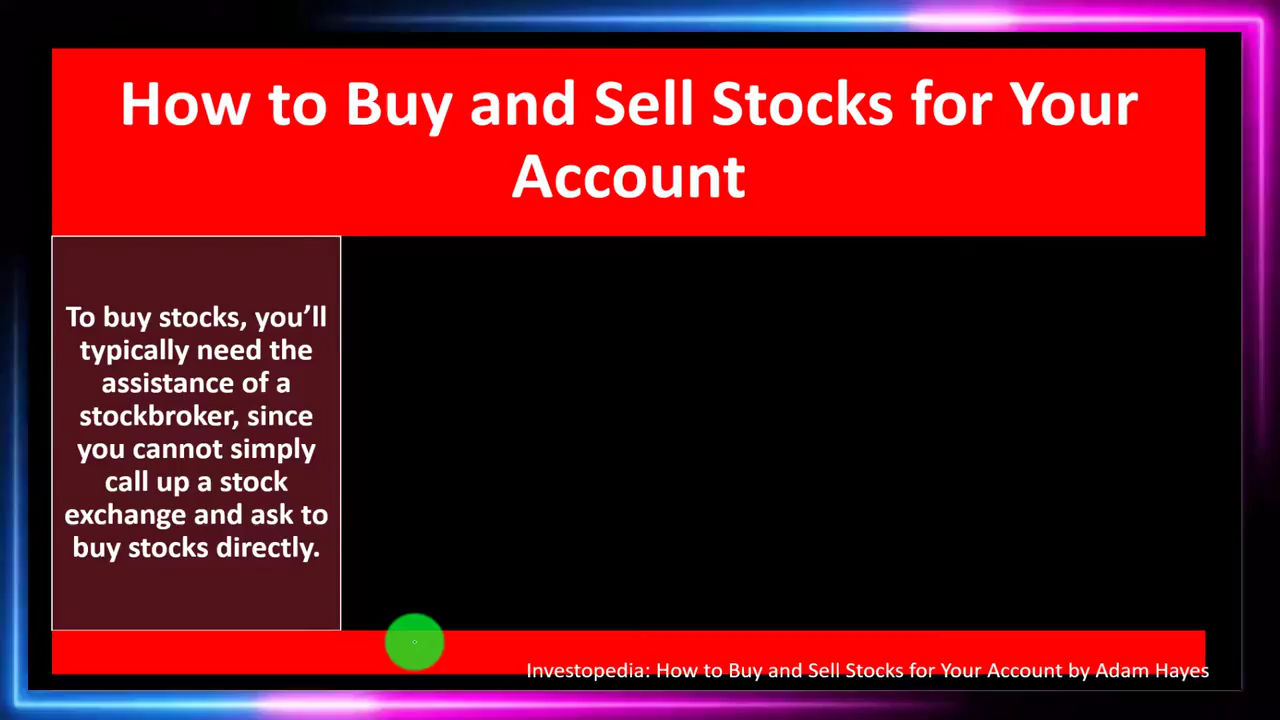 How to Buy and Sell Stocks for Your
Account
To buy stocks, you’ll
typically need the
assistance of a
stockbroker, since
you cannot simply
call up a stock
exchange and ask to
buy stocks directly.
Investopedia: How to Buy and Sell Stocks for Your Account by Adam Hayes